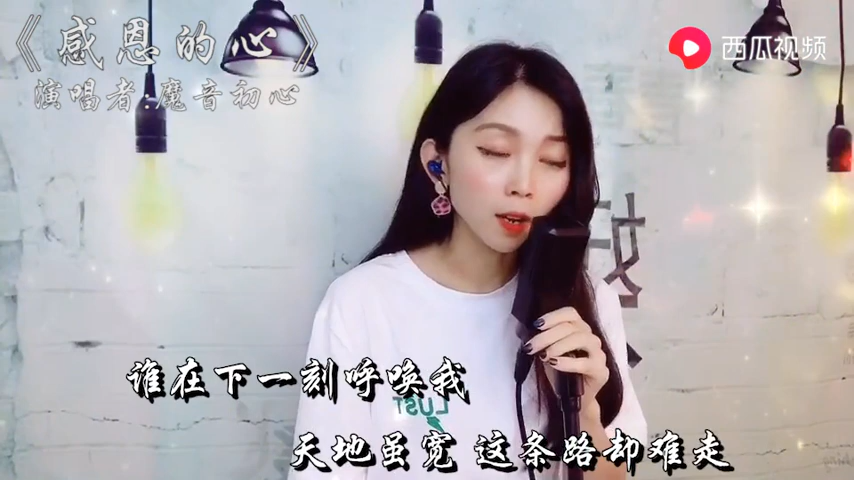 《感恩的心》
西瓜视频
演唱者:魔音初心
谁在下一刻呼唤我
LUST
天地虽宽 这条路却难走